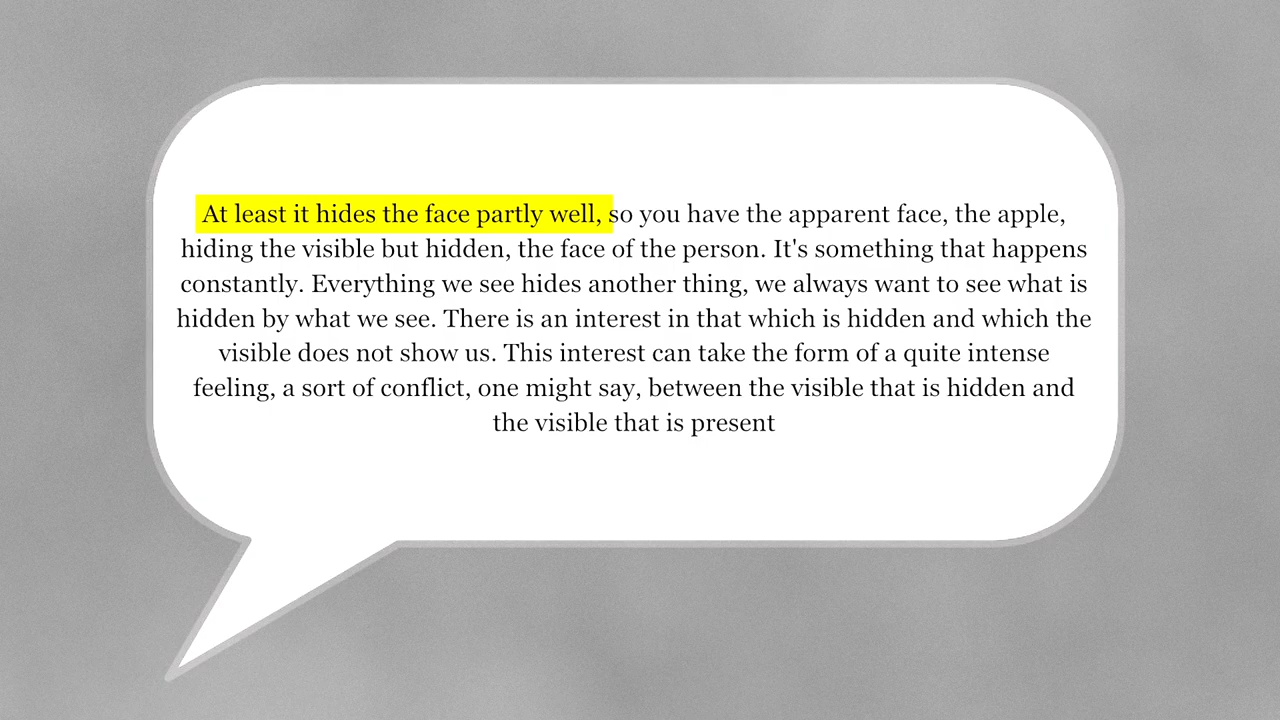 At least it hides the face partly well, so you have the apparent face, the apple,
hiding the visible but hidden, the face of the person. It's something that happens
constantly. Everything we see hides another thing, we always want to see what is
hidden by what we see. There is an interest in that which is hidden and which the
visible does not show us. This interest can take the form of a quite intense
feeling, a sort of conflict, one might say, between the visible that is hidden and
the visible that is present